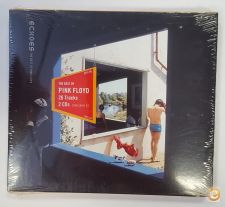 echoes
THE BEST OF
PINK FLOYD
26 Tracks
2 CDs